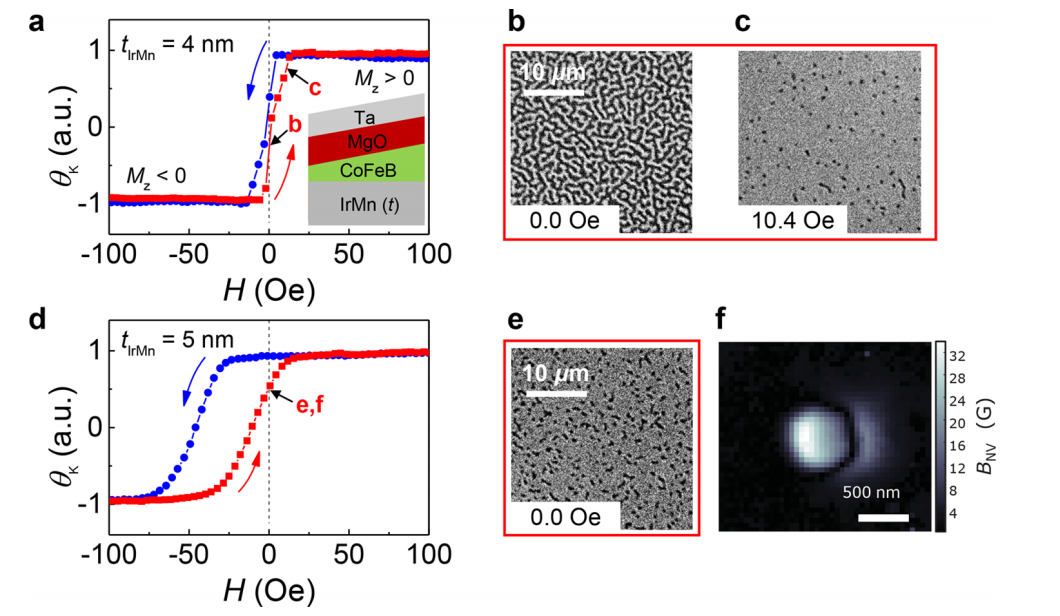 a
t_IrMn = 4 nm
M_z > 0
c
b
M_z < 0
Ta
MgO
CoFeB
IrMn (t)
θ_K (a.u.)
1
0
-1
-100
-50
0
50
100
H (Oe)
b
10 μm
0.0 Oe
c
10.4 Oe
d
t_IrMn = 5 nm
e,f
θ_K (a.u.)
1
0
-1
-100
-50
0
50
100
H (Oe)
e
10 μm
0.0 Oe
f
500 nm
32
28
24
20
16
12
8
4
B_NV (G)